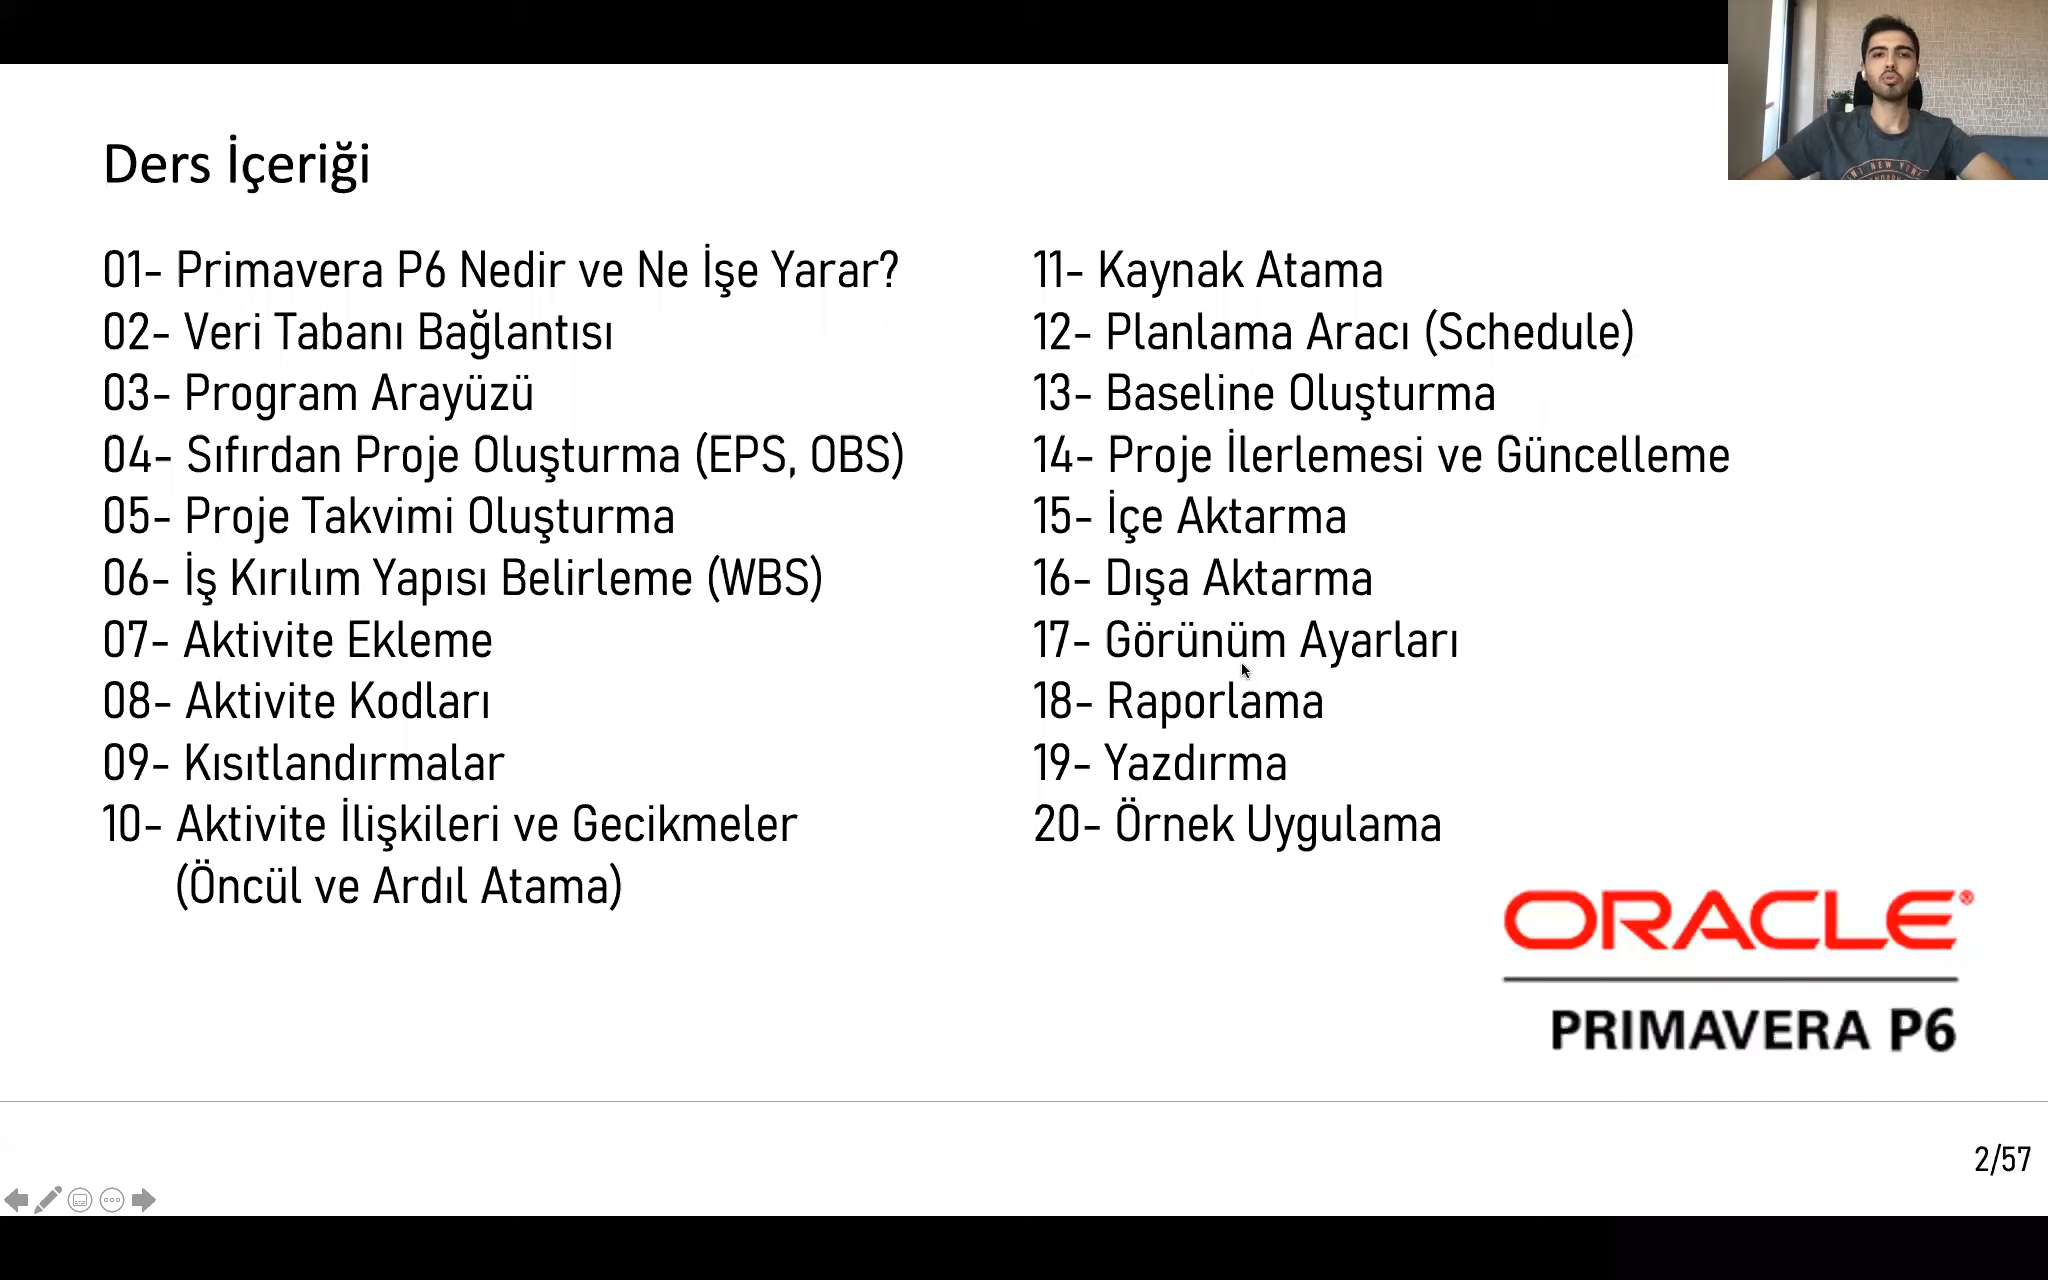 Ders İçeriği
01- Primavera P6 Nedir ve Ne İşe Yarar?
02- Veri Tabanı Bağlantısı
03- Program Arayüzü
04- Sıfırdan Proje Oluşturma (EPS, OBS)
05- Proje Takvimi Oluşturma
06- İş Kırılım Yapısı Belirleme (WBS)
07- Aktivite Ekleme
08- Aktivite Kodları
09- Kısıtlandırmalar
10- Aktivite İlişkileri ve Gecikmeler
(Öncül ve Ardıl Atama)
11- Kaynak Atama
12- Planlama Aracı (Schedule)
13- Baseline Oluşturma
14- Proje İlerlemesi ve Güncelleme
15- İçe Aktarma
16- Dışa Aktarma
17- Görünüm Ayarları
18- Raporlama
19- Yazdırma
20- Örnek Uygulama
ORACLE®
PRIMAVERA P6
2/57